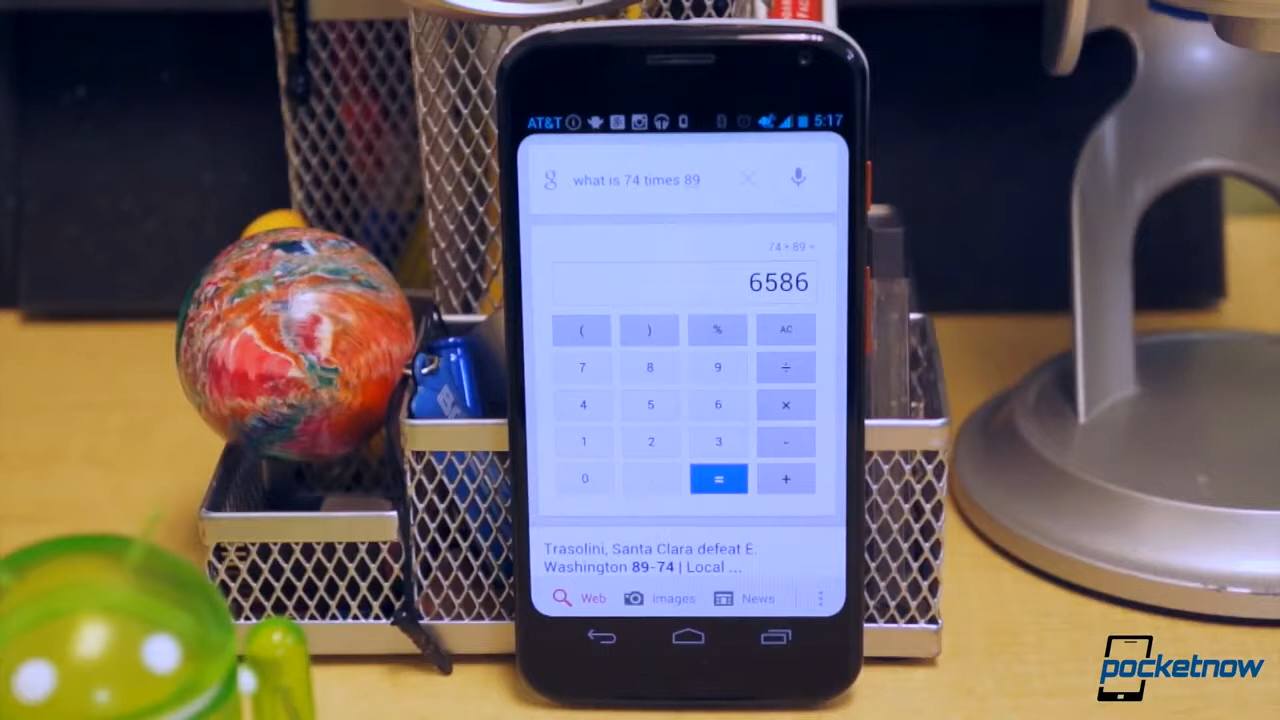 AT&T 5:17
what is 74 times 89
74 * 89 =
6586
( ) % AC
7 8 9 ÷
4 5 6 ×
1 2 3 -
0 = +
Trasolini, Santa Clara defeat E.
Washington 89-74 | Local ...
Web Images News
pocketnow